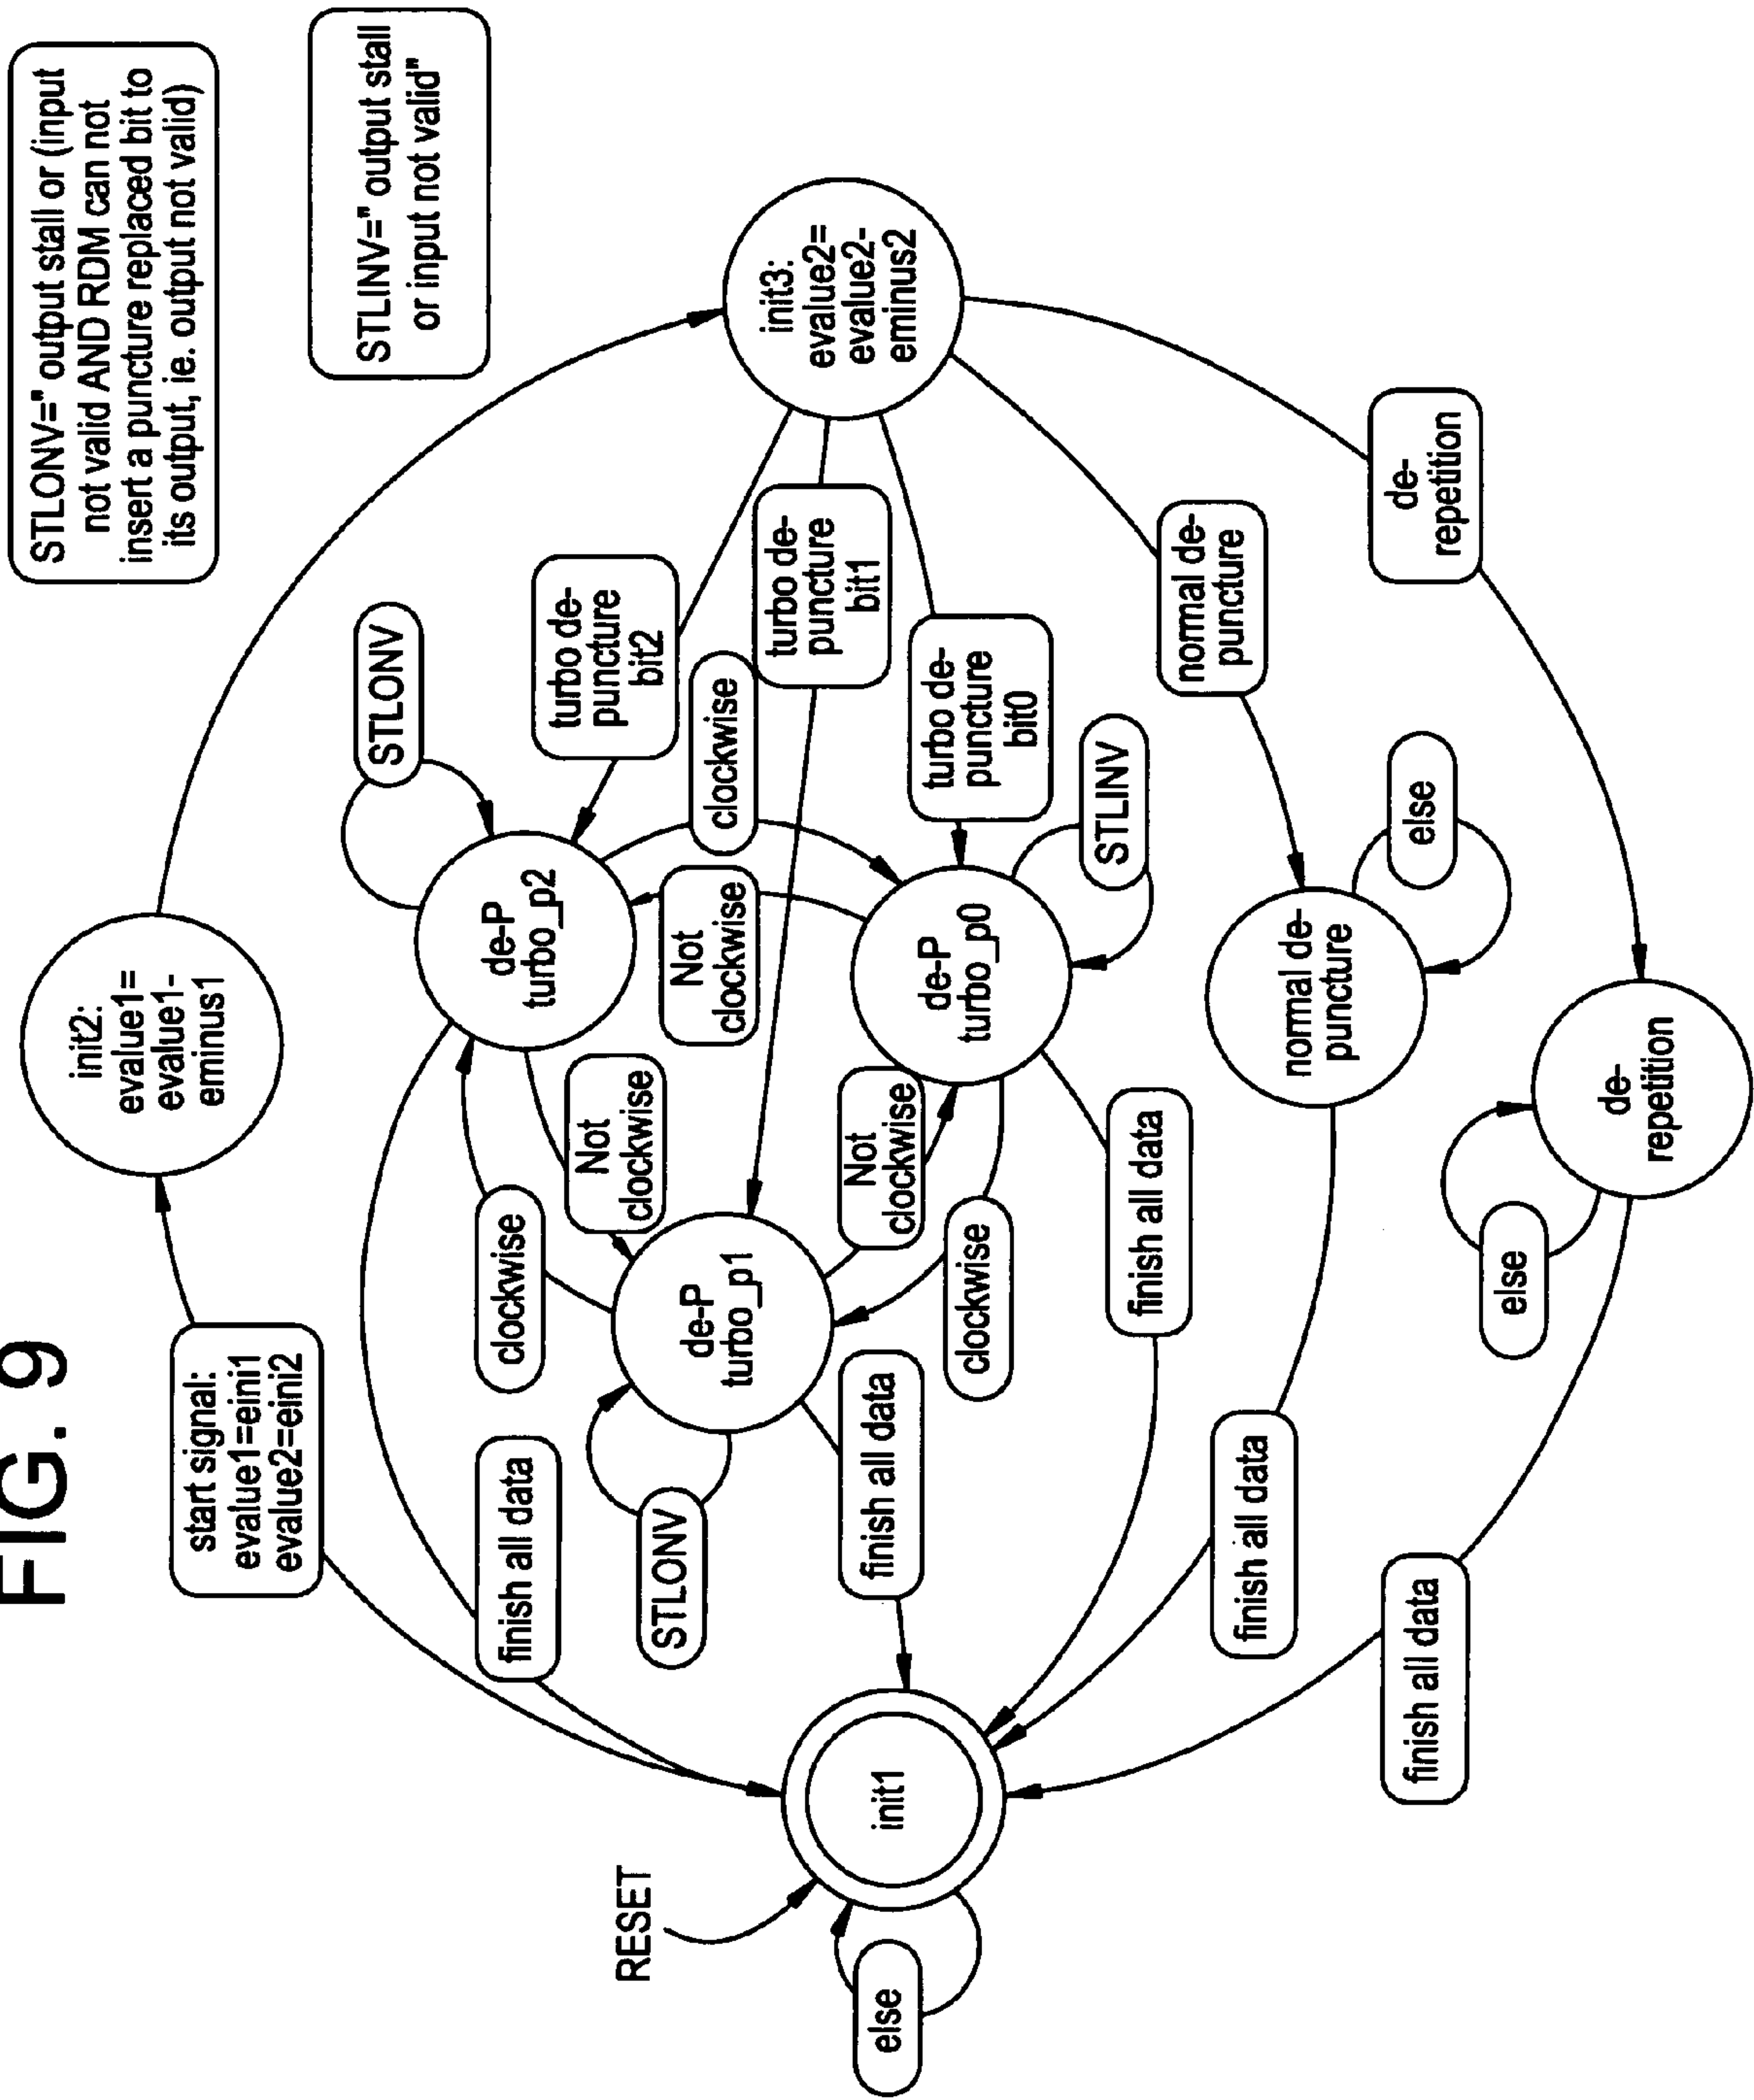 FIG. 9
STLONV=" output stall or (input
not valid AND RDM can not
insert a puncture replaced bit to
its output, ie. output not valid)
STLINV=" output stall
or input not valid"
start signal:
evalue1=eini1
evalue2=eini2
init2:
evalue1=
evalue1-
eminus1
init3:
evalue2=
evalue2-
eminus2
STLONV
turbo de-
puncture
bit2
turbo de-
puncture
bit1
turbo de-
puncture
bit0
normal de-
puncture
de-
repetition
de-P
turbo_p2
clockwise
Not
clockwise
clockwise
Not
clockwise
de-P
turbo_p0
STLINV
Not
clockwise
clockwise
de-P
turbo_p1
STLONV
finish all data
finish all data
finish all data
finish all data
finish all data
normal de-
puncture
else
de-
repetition
else
init1
RESET
else